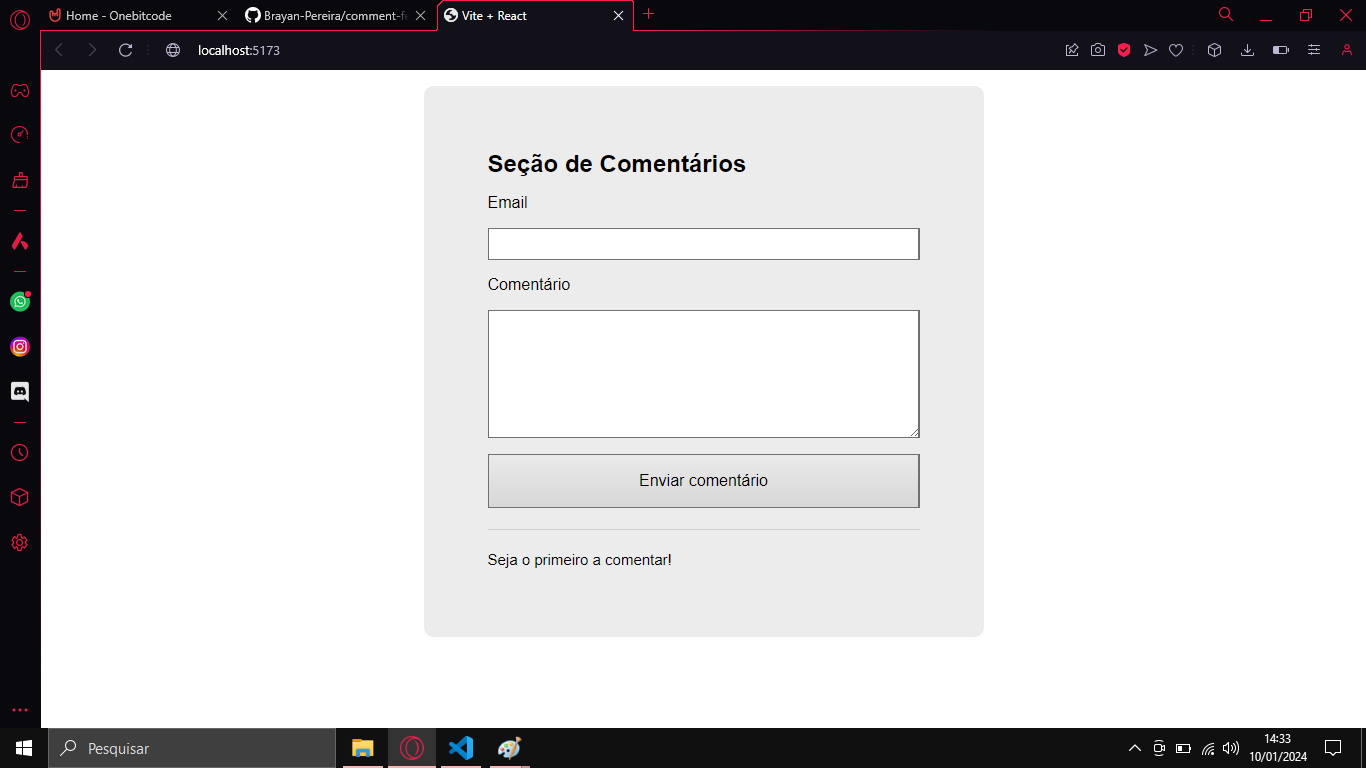 Home - Onebitcode
Brayan-Pereira/comment-fe
Vite + React
localhost:5173
Seção de Comentários
Email
Comentário
Enviar comentário
Seja o primeiro a comentar!
Pesquisar
14:33
10/01/2024